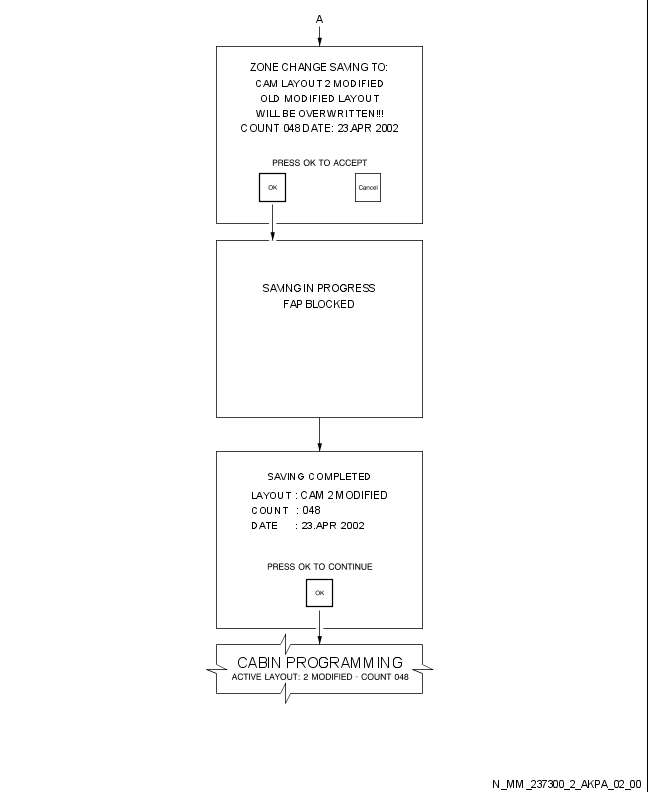 A
ZONE CHANGE SAVING TO:
CAM LAYOUT 2 MODIFIED
OLD MODIFIED LAYOUT
WILL BE OVERWRITTEN!!!
COUNT 048 DATE: 23.APR 2002
PRESS OK TO ACCEPT
OK Cancel
SAVING IN PROGRESS
FAP BLOCKED
SAVING COMPLETED
LAYOUT : CAM 2 MODIFIED
COUNT : 048
DATE : 23.APR 2002
PRESS OK TO CONTINUE
OK
CABIN PROGRAMMING
ACTIVE LAYOUT: 2 MODIFIED - COUNT 048
N_MM_237300_2_AKPA_02_00